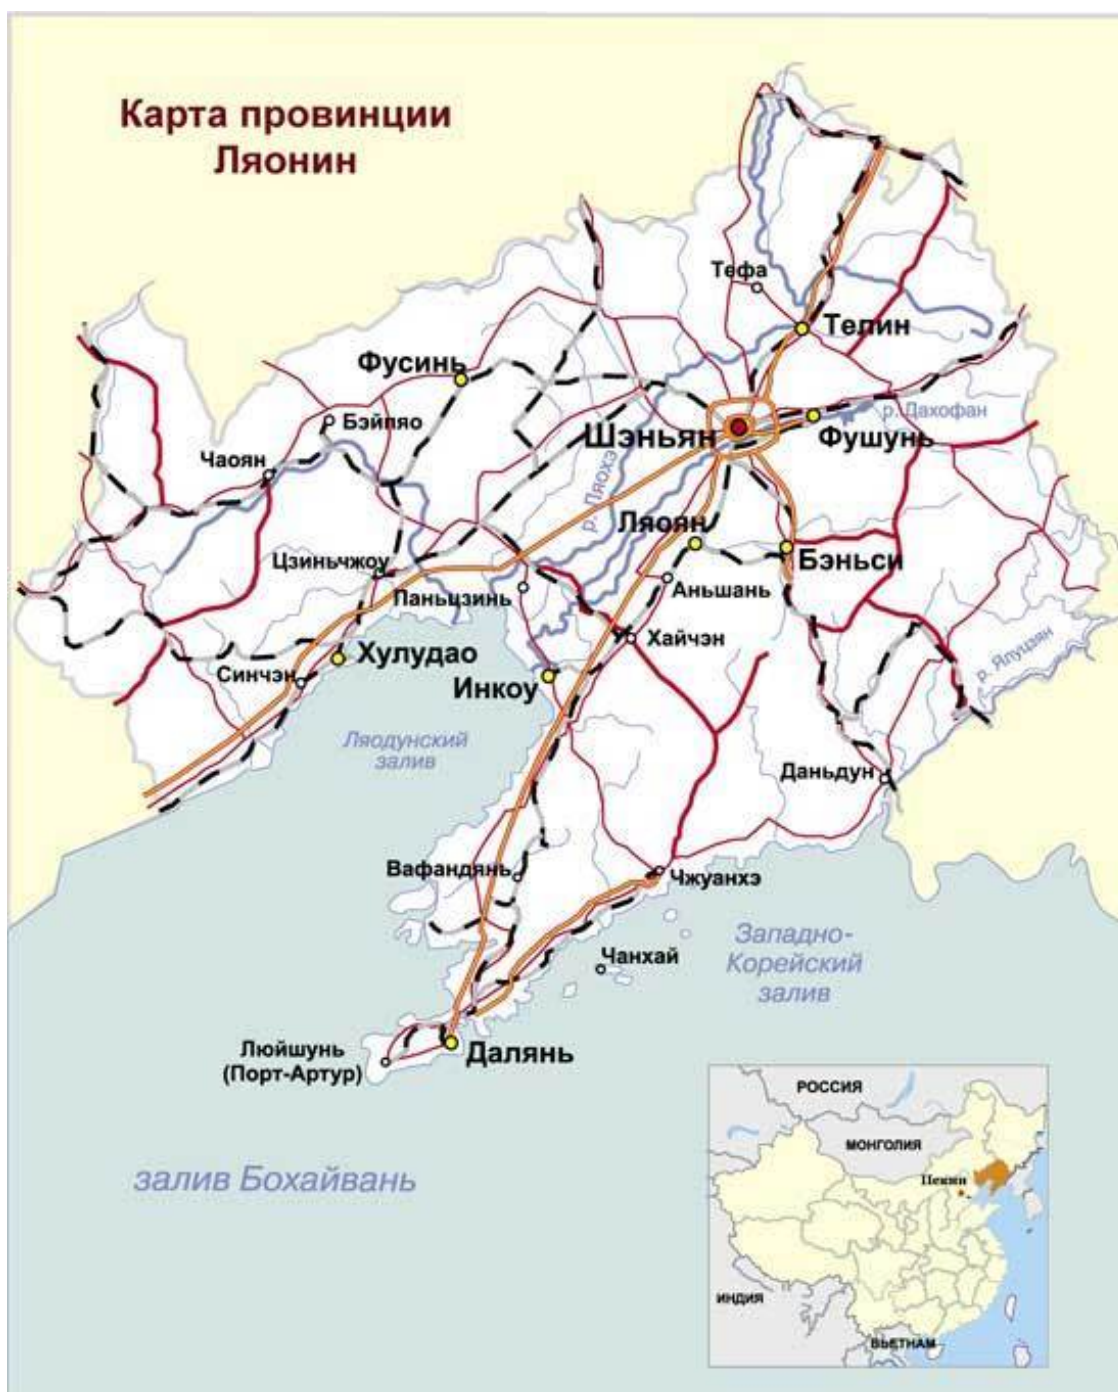 Карта провинции
Ляонин
Тефа
Телин
Фусинь
Бэйпяо
р. Дахофан
Шэньян
Фушунь
Чаоян
р. Ляохэ
Ляоян
Бэньси
Цзиньчжоу
Аньшань
Паньцзинь
Хайчэн
Хулудао
Синчэн
Инкоу
р. Ялуцзян
Ляодунский
залив
Даньдун
Вафандянь
Чжуанхэ
Западно-
Корейский
залив
Чанхай
Люйшунь
(Порт-Артур)
Далянь
залив Бохайвань
РОССИЯ
МОНГОЛИЯ
Пекин
ИНДИЯ
ВЬЕТНАМ